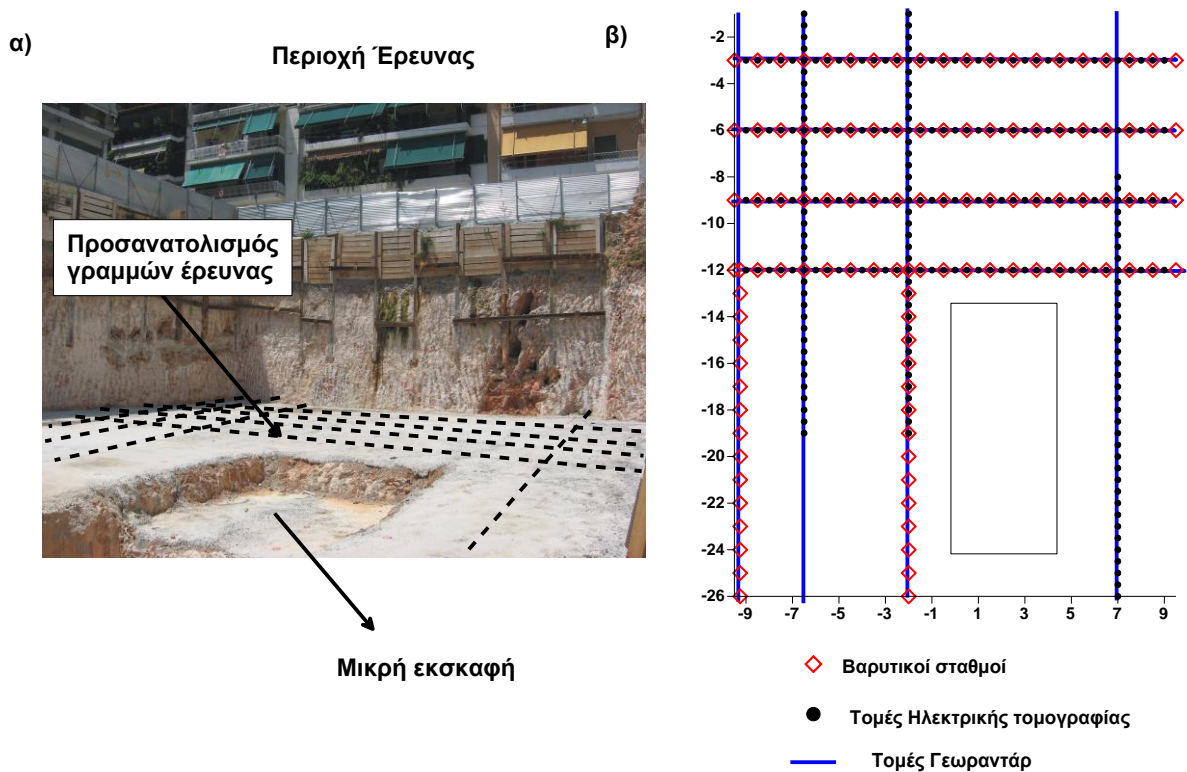 α)
Περιοχή Έρευνας
Προσανατολισμός
γραμμών έρευνας
Μικρή εκσκαφή
β)
-2
-4
-6
-8
-10
-12
-14
-16
-18
-20
-22
-24
-26
-9 -7 -5 -3 -1 1 3 5 7 9
Βαρυτικοί σταθμοί
Τομές Ηλεκτρικής τομογραφίας
Τομές Γεωραντάρ